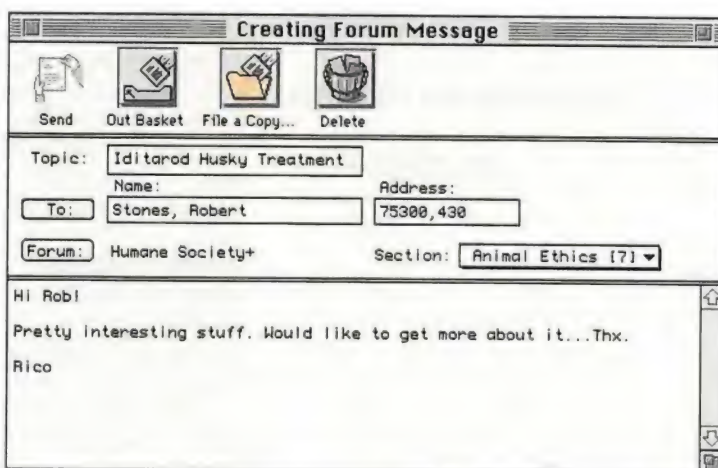 Creating Forum Message
Send Out Basket File a Copy... Delete
Topic: Iditarod Husky Treatment
Name: Address:
To: Stones, Robert 75300,430
Forum: Humane Society+ Section: Animal Ethics [7]
Hi Rob!
Pretty interesting stuff. Would like to get more about it...Thx.
Rico